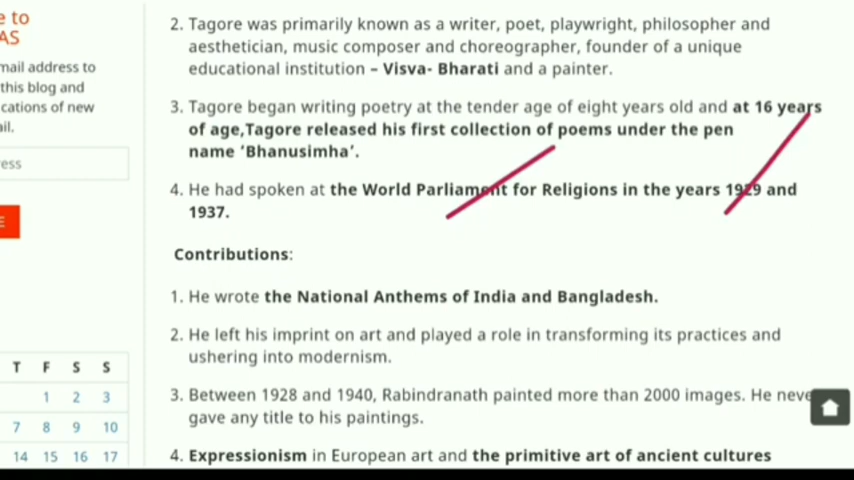 e to
AS
mail address to
this blog and
cations of new
ail.
ess
E
T F S S
1 2 3
7 8 9 10
14 15 16 17
2. Tagore was primarily known as a writer, poet, playwright, philosopher and
aesthetician, music composer and choreographer, founder of a unique
educational institution – Visva- Bharati and a painter.
3. Tagore began writing poetry at the tender age of eight years old and at 16 years
of age,Tagore released his first collection of poems under the pen
name ‘Bhanusimha’.
4. He had spoken at the World Parliament for Religions in the years 1929 and
1937.
Contributions:
1. He wrote the National Anthems of India and Bangladesh.
2. He left his imprint on art and played a role in transforming its practices and
ushering into modernism.
3. Between 1928 and 1940, Rabindranath painted more than 2000 images. He neve
gave any title to his paintings.
4. Expressionism in European art and the primitive art of ancient cultures